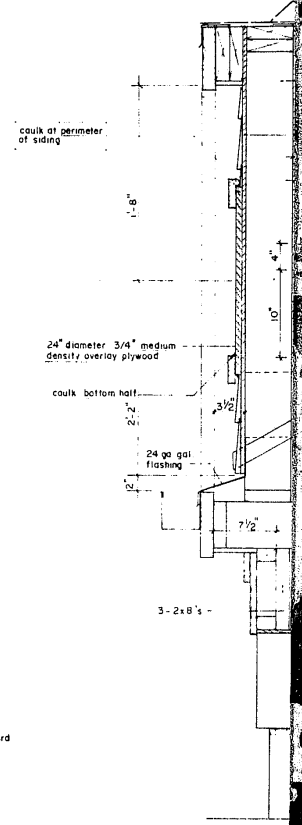 caulk at perimeter
of siding
1'-8"
4"
10"
24" diameter 3/4" medium
density overlay plywood
caulk bottom half
3 1/2"
2'-2"
24 ga gal
flashing
2"
7 1/2"
3-2x8's
rd